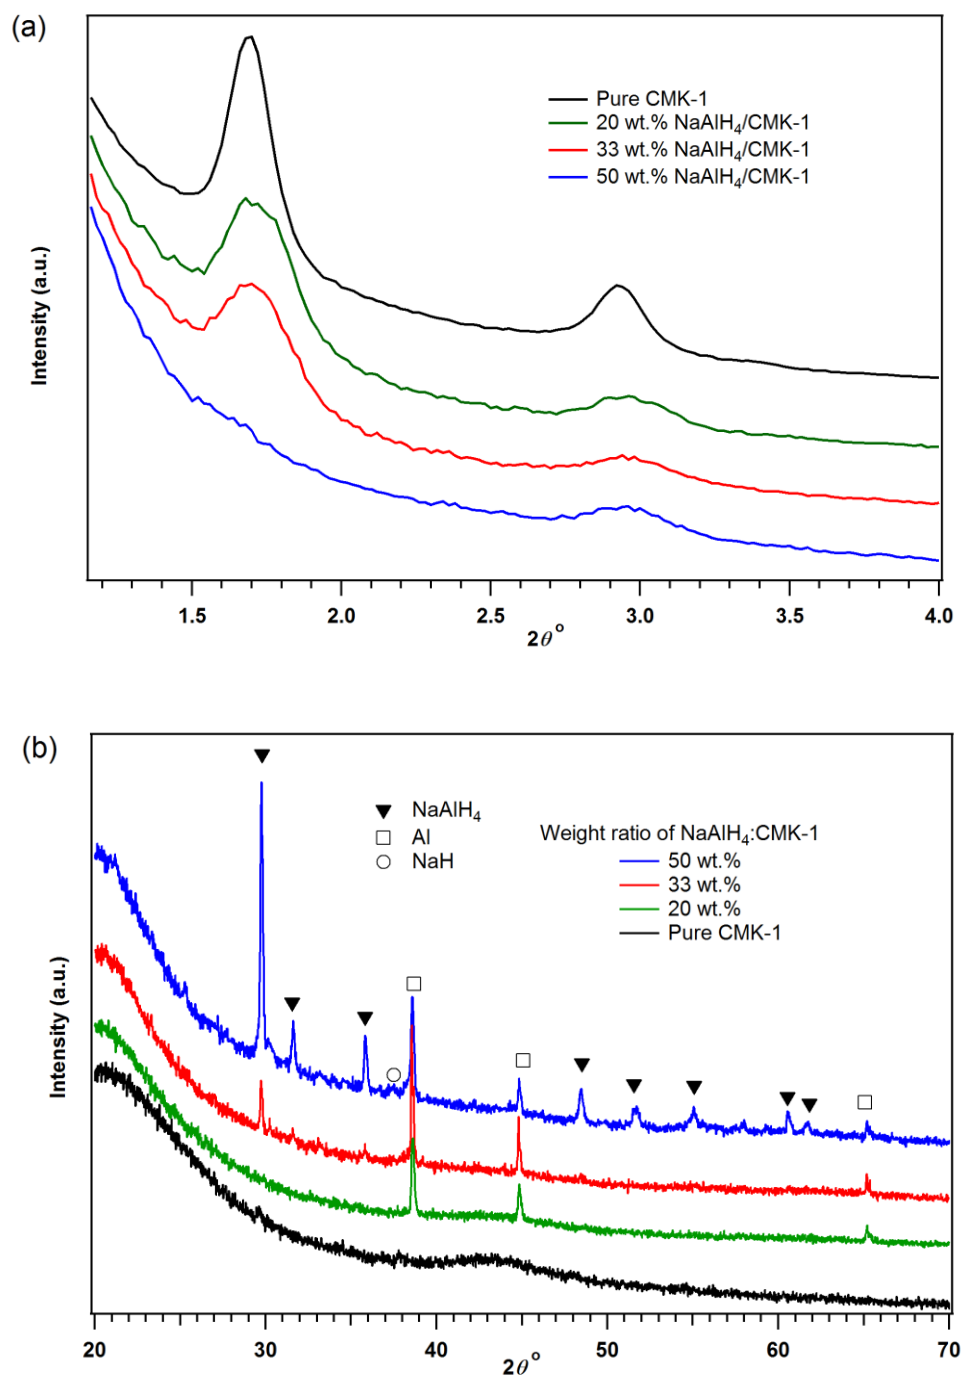 (a)
Pure CMK-1
20 wt.% NaAlH₄/CMK-1
33 wt.% NaAlH₄/CMK-1
50 wt.% NaAlH₄/CMK-1
Intensity (a.u.)
1.5 2.0 2.5 3.0 3.5 4.0
2θ°
(b)
NaAlH₄
Al
NaH
Weight ratio of NaAlH₄:CMK-1
50 wt.%
33 wt.%
20 wt.%
Pure CMK-1
Intensity (a.u.)
20 30 40 50 60 70
2θ°